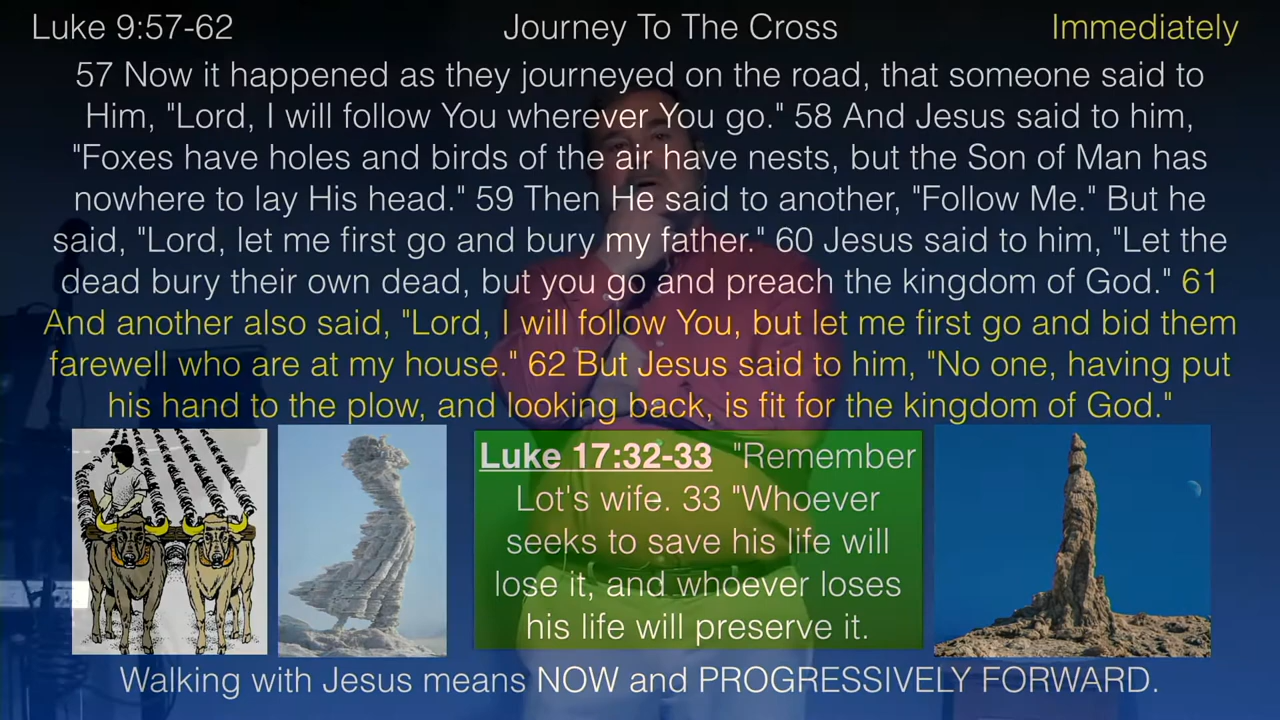 Luke 9:57-62 Journey To The Cross Immediately
57 Now it happened as they journeyed on the road, that someone said to
Him, "Lord, I will follow You wherever You go." 58 And Jesus said to him,
"Foxes have holes and birds of the air have nests, but the Son of Man has
nowhere to lay His head." 59 Then He said to another, "Follow Me." But he
said, "Lord, let me first go and bury my father." 60 Jesus said to him, "Let the
dead bury their own dead, but you go and preach the kingdom of God." 61
And another also said, "Lord, I will follow You, but let me first go and bid them
farewell who are at my house." 62 But Jesus said to him, "No one, having put
his hand to the plow, and looking back, is fit for the kingdom of God."
Luke 17:32-33 "Remember
Lot's wife. 33 "Whoever
seeks to save his life will
lose it, and whoever loses
his life will preserve it.
Walking with Jesus means NOW and PROGRESSIVELY FORWARD.